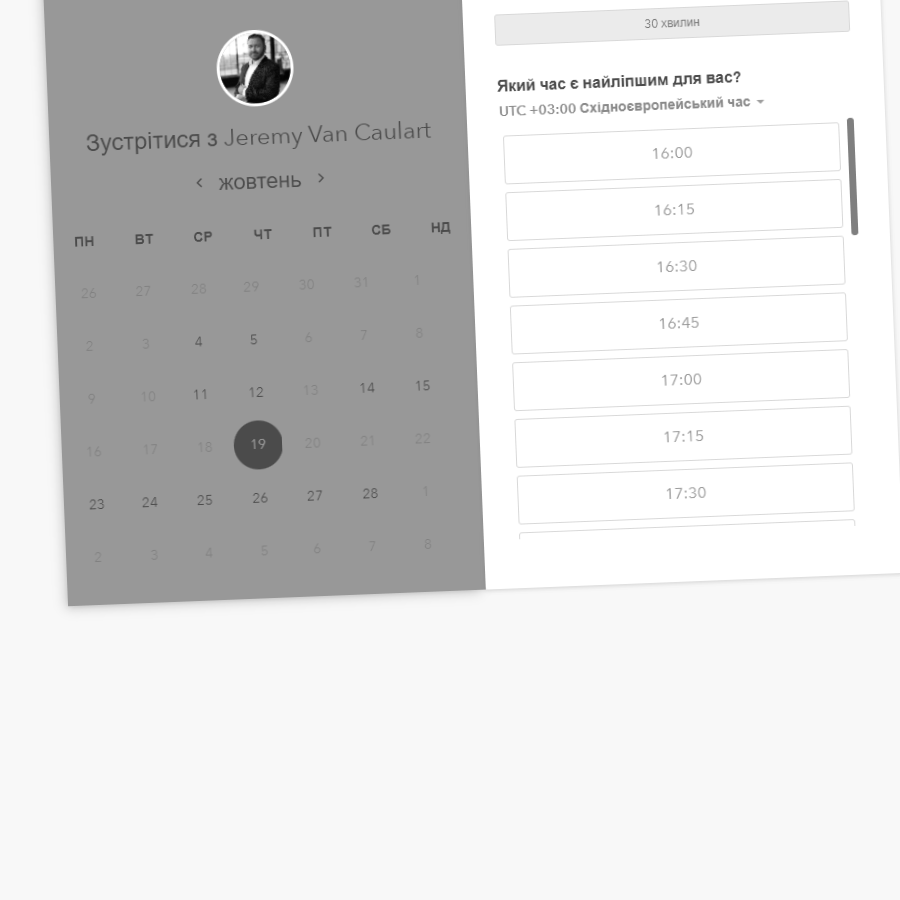 Зустрітися з Jeremy Van Caulart
‹ жовтень ›
ПН ВТ СР ЧТ ПТ СБ НД
26 27 28 29 30 31 1
2 3 4 5 6 7 8
9 10 11 12 13 14 15
16 17 18 19 20 21 22
23 24 25 26 27 28 1
2 3 4 5 6 7 8
30 хвилин
Який час є найліпшим для вас?
UTC +03:00 Східноєвропейський час
16:00
16:15
16:30
16:45
17:00
17:15
17:30